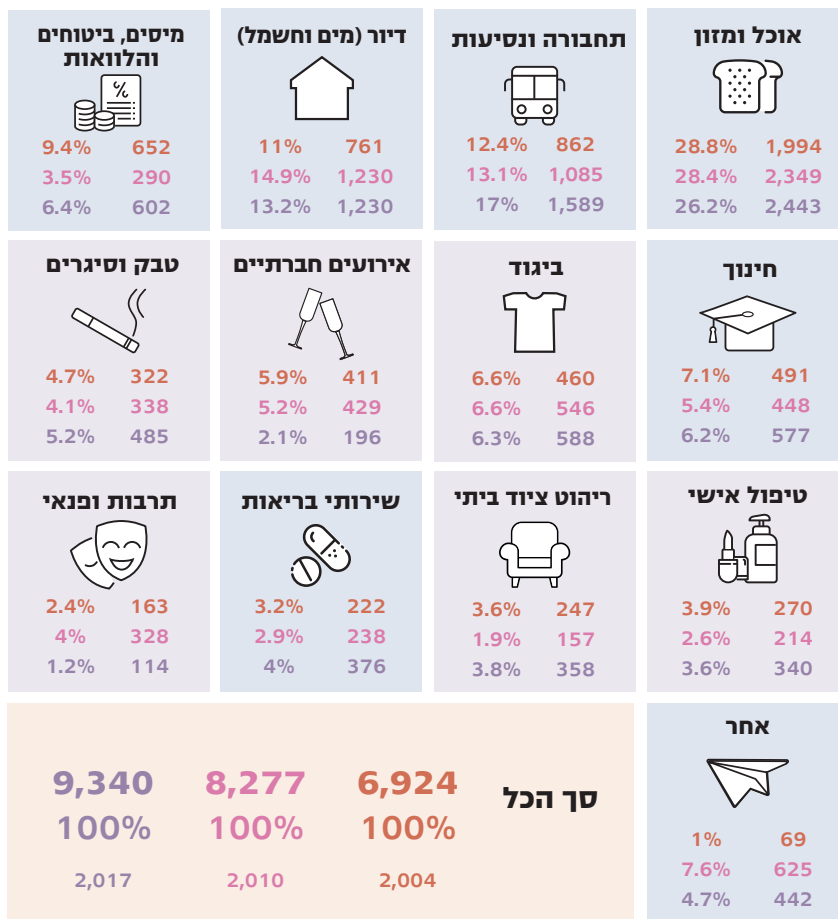 אוכל ומזון
28.8% 1,994
28.4% 2,349
26.2% 2,443
תחבורה ונסיעות
12.4% 862
13.1% 1,085
17% 1,589
דיור (מים וחשמל)
11% 761
14.9% 1,230
13.2% 1,230
מיסים, ביטוחים
והלוואות
%
9.4% 652
3.5% 290
6.4% 602
חינוך
7.1% 491
5.4% 448
6.2% 577
ביגוד
6.6% 460
6.6% 546
6.3% 588
אירועים חברתיים
5.9% 411
5.2% 429
2.1% 196
טבק וסיגרים
4.7% 322
4.1% 338
5.2% 485
טיפול אישי
3.9% 270
2.6% 214
3.6% 340
ריהוט ציוד ביתי
3.6% 247
1.9% 157
3.8% 358
שירותי בריאות
3.2% 222
2.9% 238
4% 376
תרבות ופנאי
2.4% 163
4% 328
1.2% 114
אחר
1% 69
7.6% 625
4.7% 442
סך הכל
9,340 8,277 6,924
100% 100% 100%
2,017 2,010 2,004